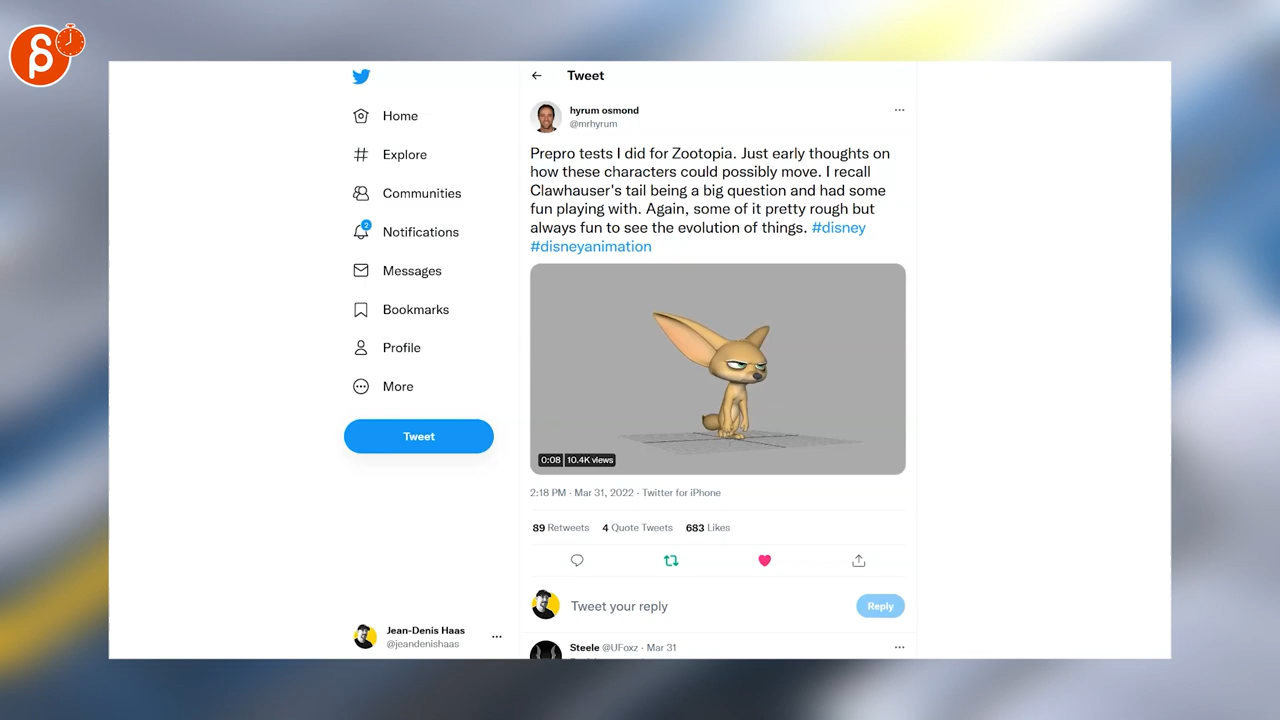 Tweet
Home
Explore
Communities
2
Notifications
Messages
Bookmarks
Profile
More
Tweet
Jean-Denis Haas
@jeandenishaas
hyrum osmond
@mrhyrum
Prepro tests I did for Zootopia. Just early thoughts on
how these characters could possibly move. I recall
Clawhauser's tail being a big question and had some
fun playing with. Again, some of it pretty rough but
always fun to see the evolution of things. #disney
#disneyanimation
0:08 10.4K views
2:18 PM · Mar 31, 2022 · Twitter for iPhone
89 Retweets 4 Quote Tweets 683 Likes
Tweet your reply
Reply
Steele @UFoxz · Mar 31